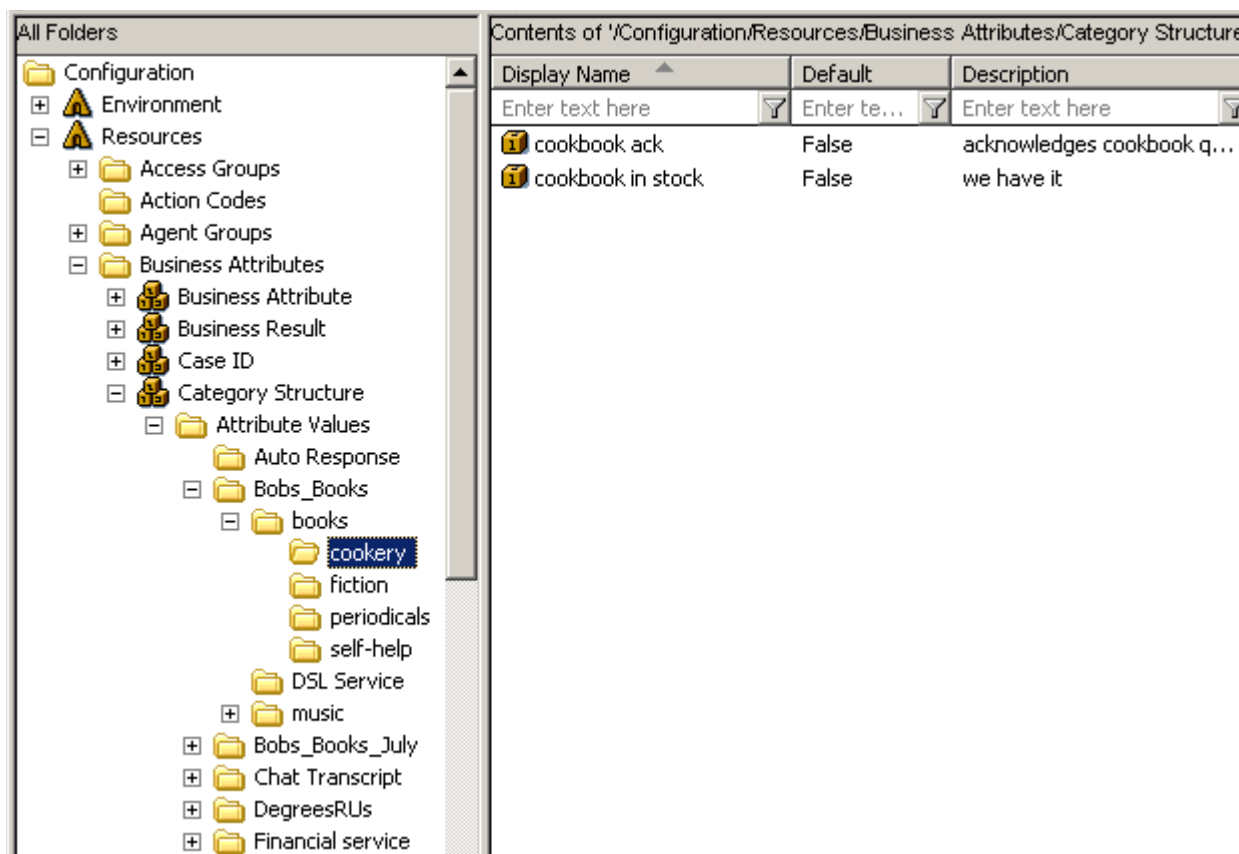 All Folders
Configuration
Environment
Resources
Access Groups
Action Codes
Agent Groups
Business Attributes
Business Attribute
Business Result
Case ID
Category Structure
Attribute Values
Auto Response
Bobs_Books
books
cookery
fiction
periodicals
self-help
DSL Service
music
Bobs_Books_July
Chat Transcript
DegreesRUs
Financial service
Contents of '/Configuration/Resources/Business Attributes/Category Structure
Display Name Default Description
Enter text here Enter te... Enter text here
cookbook ack False acknowledges cookbook q...
cookbook in stock False we have it